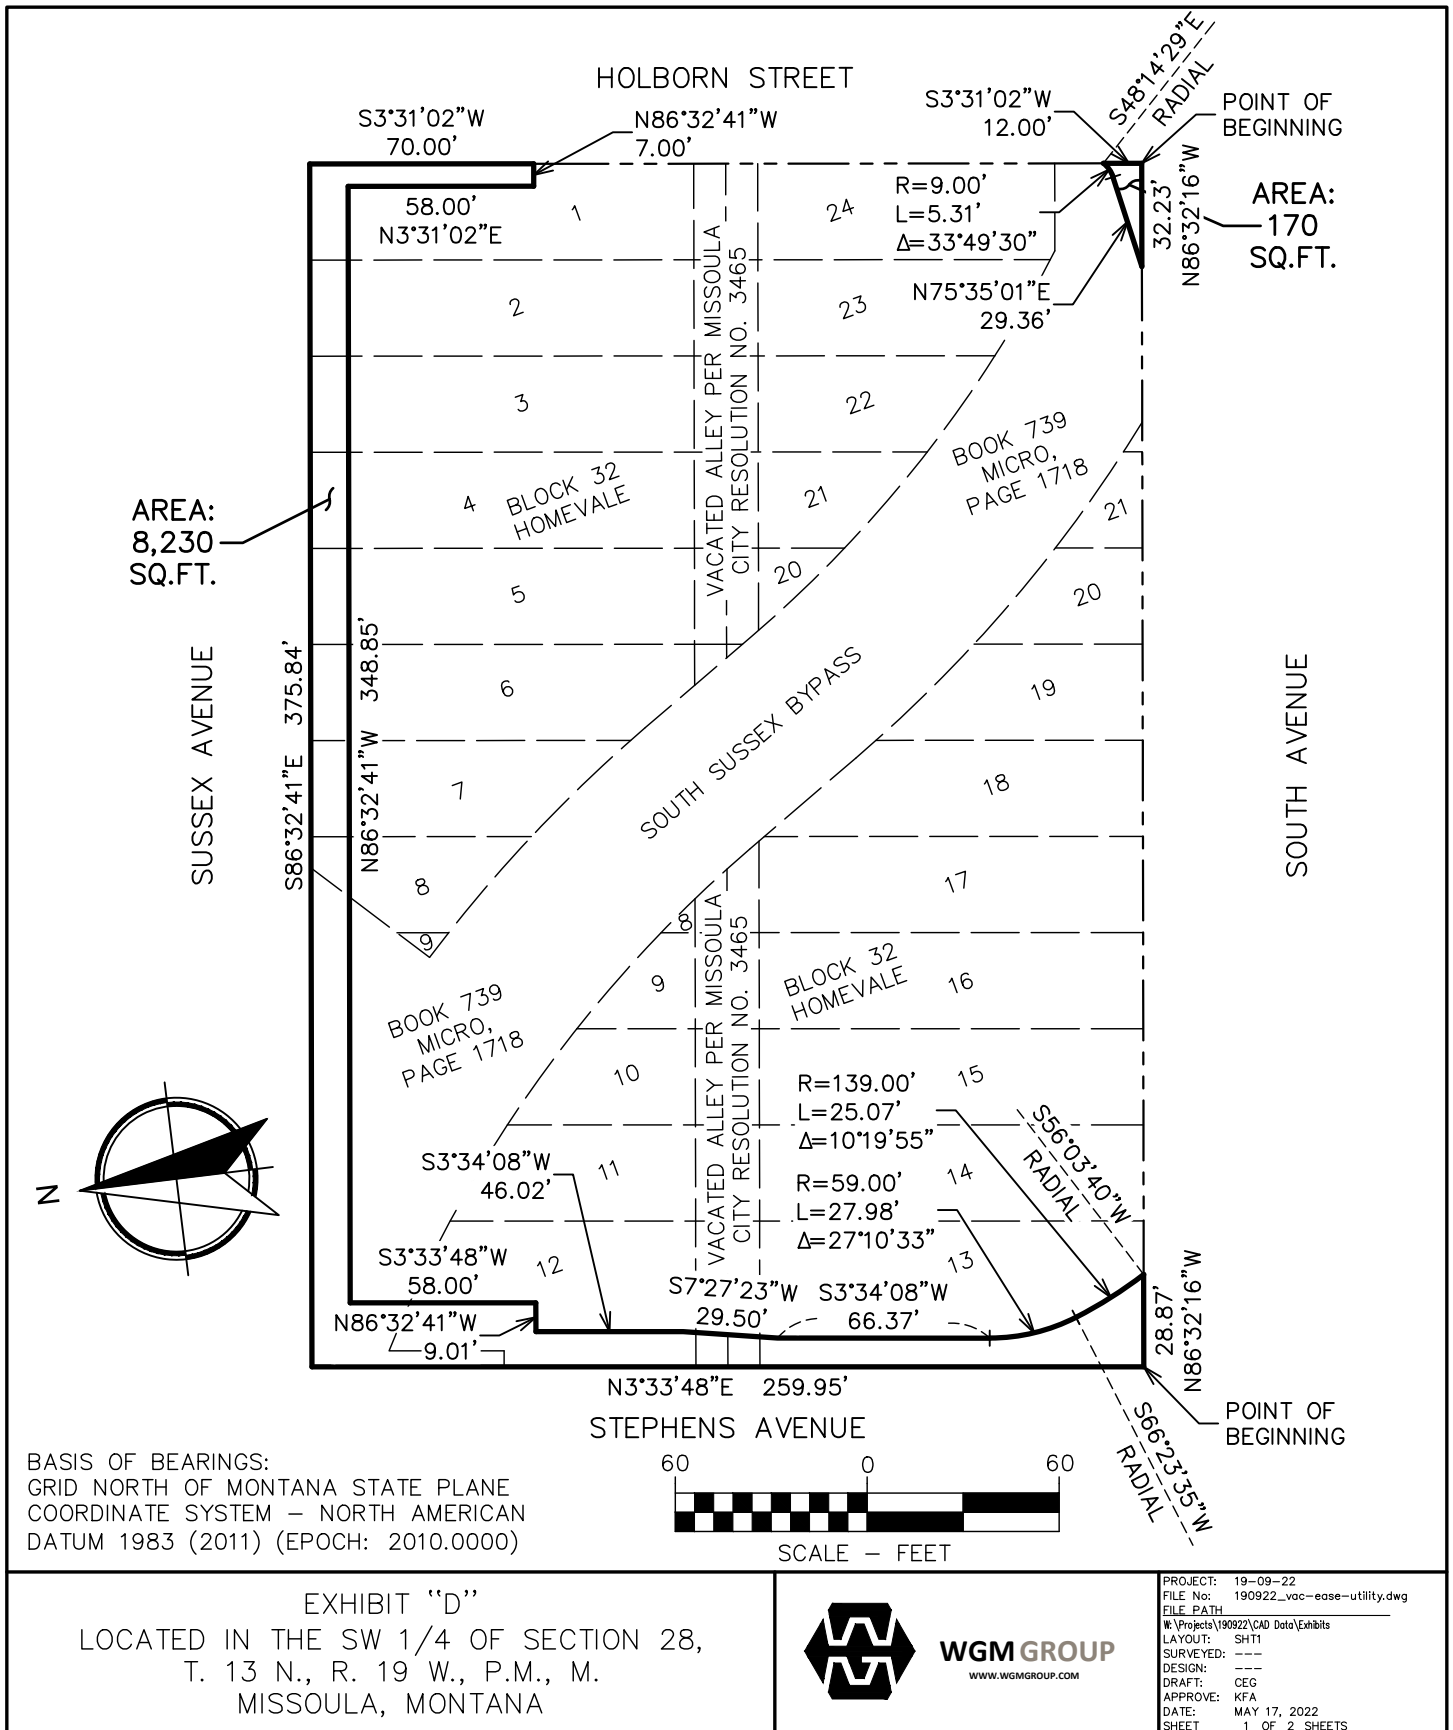 HOLBORN STREET
S3°31'02"W
70.00'
N86°32'41"W
7.00'
S3°31'02"W
12.00'
S48°14'29"E
RADIAL
POINT OF
BEGINNING
58.00'
N3°31'02"E
R=9.00'
L=5.31'
Δ=33°49'30"
32.23'
N86°32'16"W
AREA:
170
SQ.FT.
N75°35'01"E
29.36'
1
24
2
23
3
22
4
21
5
20
6
7
8
9
VACATED ALLEY PER MISSOULA
CITY RESOLUTION NO. 3465
BLOCK 32
HOMEVALE
BOOK 739
MICRO,
PAGE 1718
21
20
19
18
17
16
15
14
13
AREA:
8,230
SQ.FT.
SUSSEX AVENUE
S86°32'41"E 375.84'
N86°32'41"W 348.85'
SOUTH SUSSEX BYPASS
SOUTH AVENUE
8
9
10
11
12
VACATED ALLEY PER MISSOULA
CITY RESOLUTION NO. 3465
BLOCK 32
HOMEVALE
BOOK 739
MICRO,
PAGE 1718
N
R=139.00'
L=25.07'
Δ=10°19'55"
R=59.00'
L=27.98'
Δ=27°10'33"
S56°03'40"W
RADIAL
S3°34'08"W
46.02'
S3°33'48"W
58.00'
N86°32'41"W
9.01'
S7°27'23"W
29.50'
S3°34'08"W
66.37'
28.87'
N86°32'16"W
N3°33'48"E 259.95'
STEPHENS AVENUE
S66°23'35"W
RADIAL
POINT OF
BEGINNING
BASIS OF BEARINGS:
GRID NORTH OF MONTANA STATE PLANE
COORDINATE SYSTEM – NORTH AMERICAN
DATUM 1983 (2011) (EPOCH: 2010.0000)
60 0 60
SCALE – FEET
EXHIBIT "D"
LOCATED IN THE SW 1/4 OF SECTION 28,
T. 13 N., R. 19 W., P.M., M.
MISSOULA, MONTANA
WGM GROUP
WWW.WGMGROUP.COM
PROJECT: 19–09–22
FILE No: 190922_vac–ease–utility.dwg
FILE PATH
W:\Projects\190922\CAD Data\Exhibits
LAYOUT: SHT1
SURVEYED: –––
DESIGN: –––
DRAFT: CEG
APPROVE: KFA
DATE: MAY 17, 2022
SHEET 1 OF 2 SHEETS